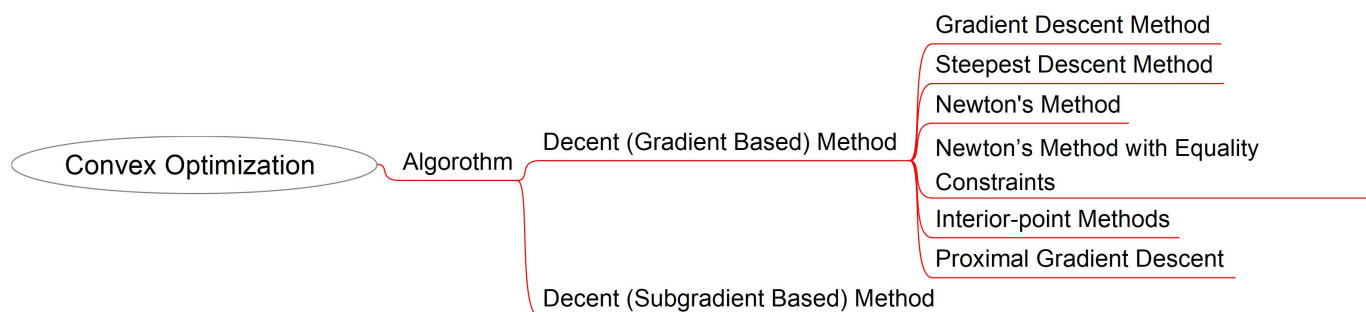 Convex Optimization
Algorothm
Decent (Gradient Based) Method
Gradient Descent Method
Steepest Descent Method
Newton's Method
Newton’s Method with Equality
Constraints
Interior-point Methods
Proximal Gradient Descent
Decent (Subgradient Based) Method